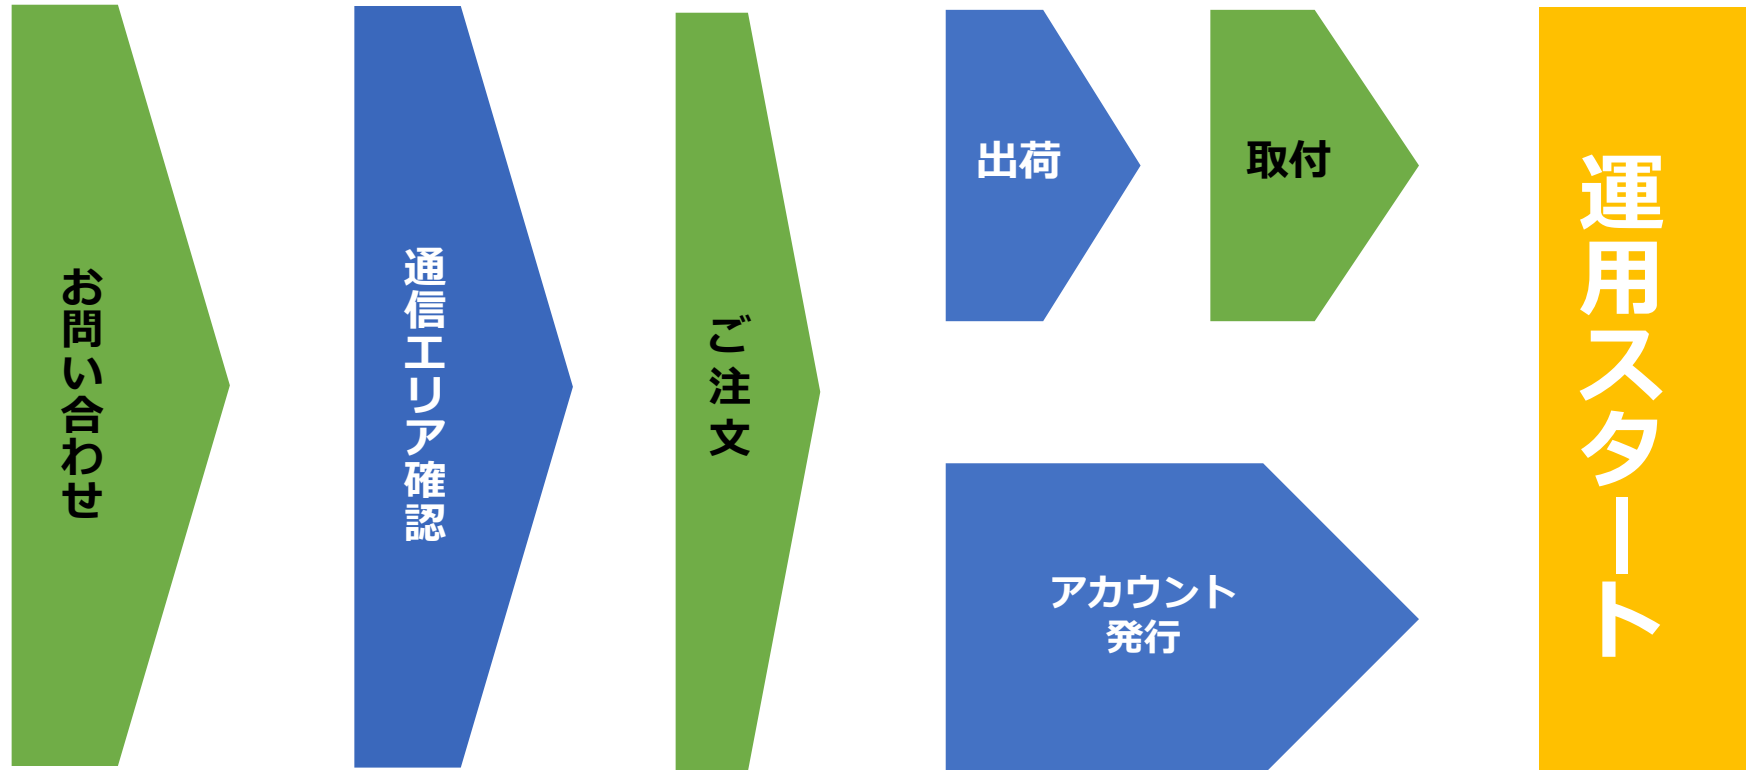 お問い合わせ
通信エリア確認
ご注文
出荷
取付
アカウント
発行
運用スタート